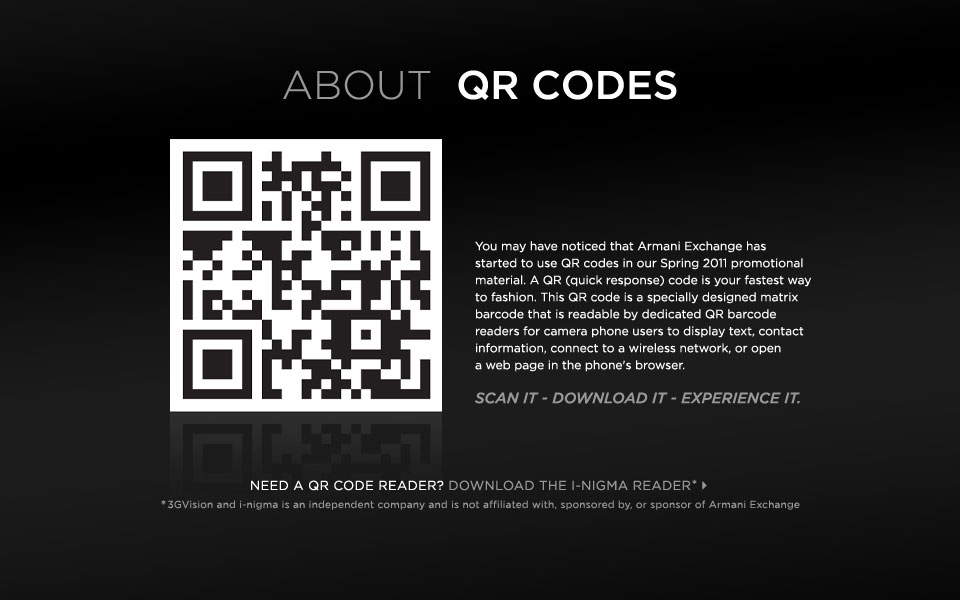 ABOUT QR CODES
You may have noticed that Armani Exchange has
started to use QR codes in our Spring 2011 promotional
material. A QR (quick response) code is your fastest way
to fashion. This QR code is a specially designed matrix
barcode that is readable by dedicated QR barcode
readers for camera phone users to display text, contact
information, connect to a wireless network, or open
a web page in the phone's browser.
SCAN IT - DOWNLOAD IT - EXPERIENCE IT.
NEED A QR CODE READER? DOWNLOAD THE I-NIGMA READER*
*3GVision and i-nigma is an independent company and is not affiliated with, sponsored by, or sponsor of Armani Exchange